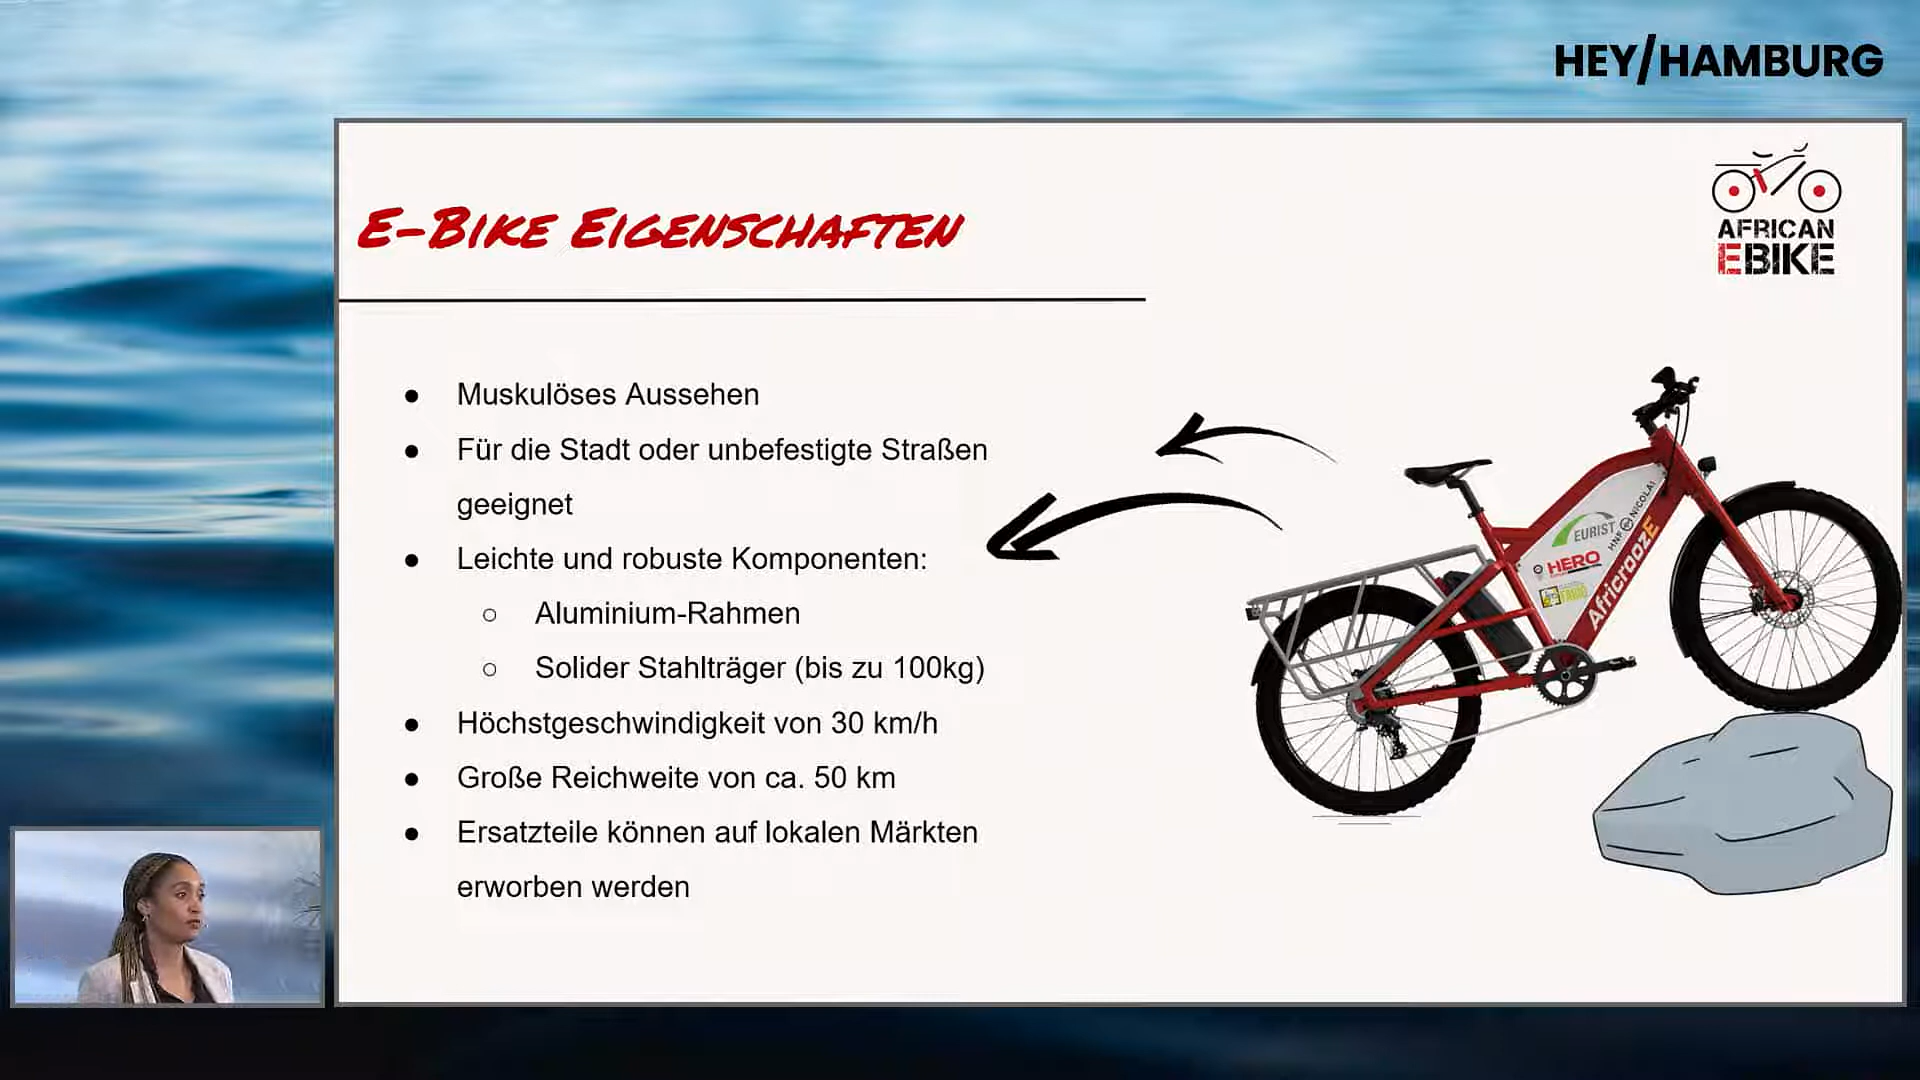 HEY/HAMBURG
E-BIKE EIGENSCHAFTEN
AFRICAN
EBIKE
● Muskulöses Aussehen
● Für die Stadt oder unbefestigte Straßen
geeignet
● Leichte und robuste Komponenten:
○ Aluminium-Rahmen
○ Solider Stahlträger (bis zu 100kg)
● Höchstgeschwindigkeit von 30 km/h
● Große Reichweite von ca. 50 km
● Ersatzteile können auf lokalen Märkten
erworben werden
EURIST
HNF NICOLAI
HERO
AfricroozE